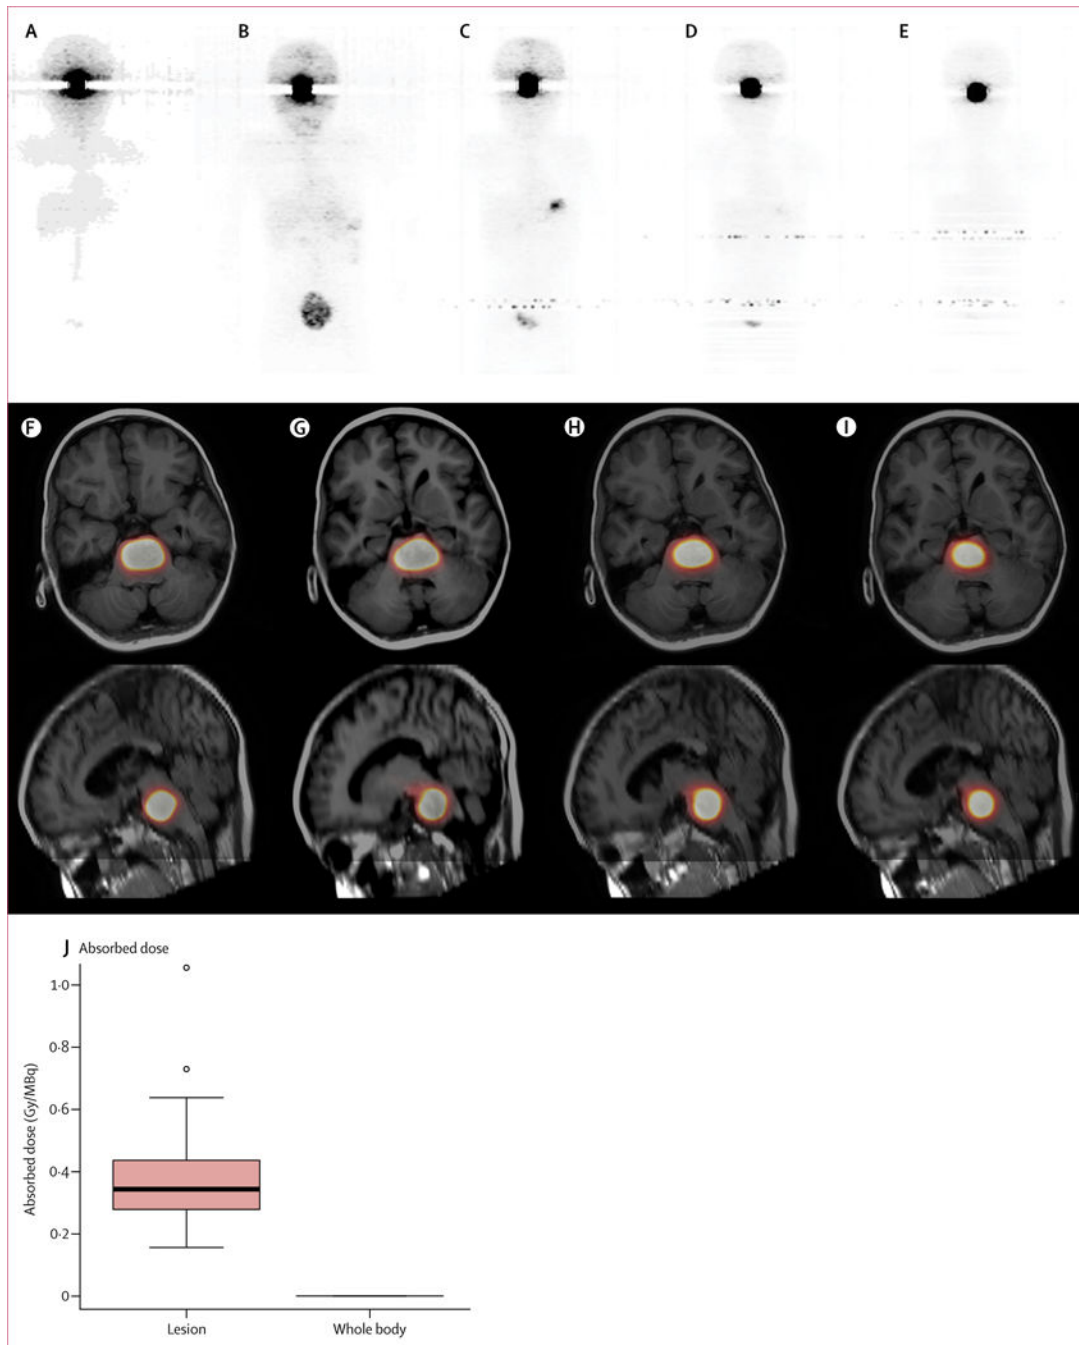 A
B
C
D
E
F
G
H
I
J Absorbed dose
Absorbed dose (Gy/MBq)
1·0
0·8
0·6
0·4
0·2
0
Lesion
Whole body